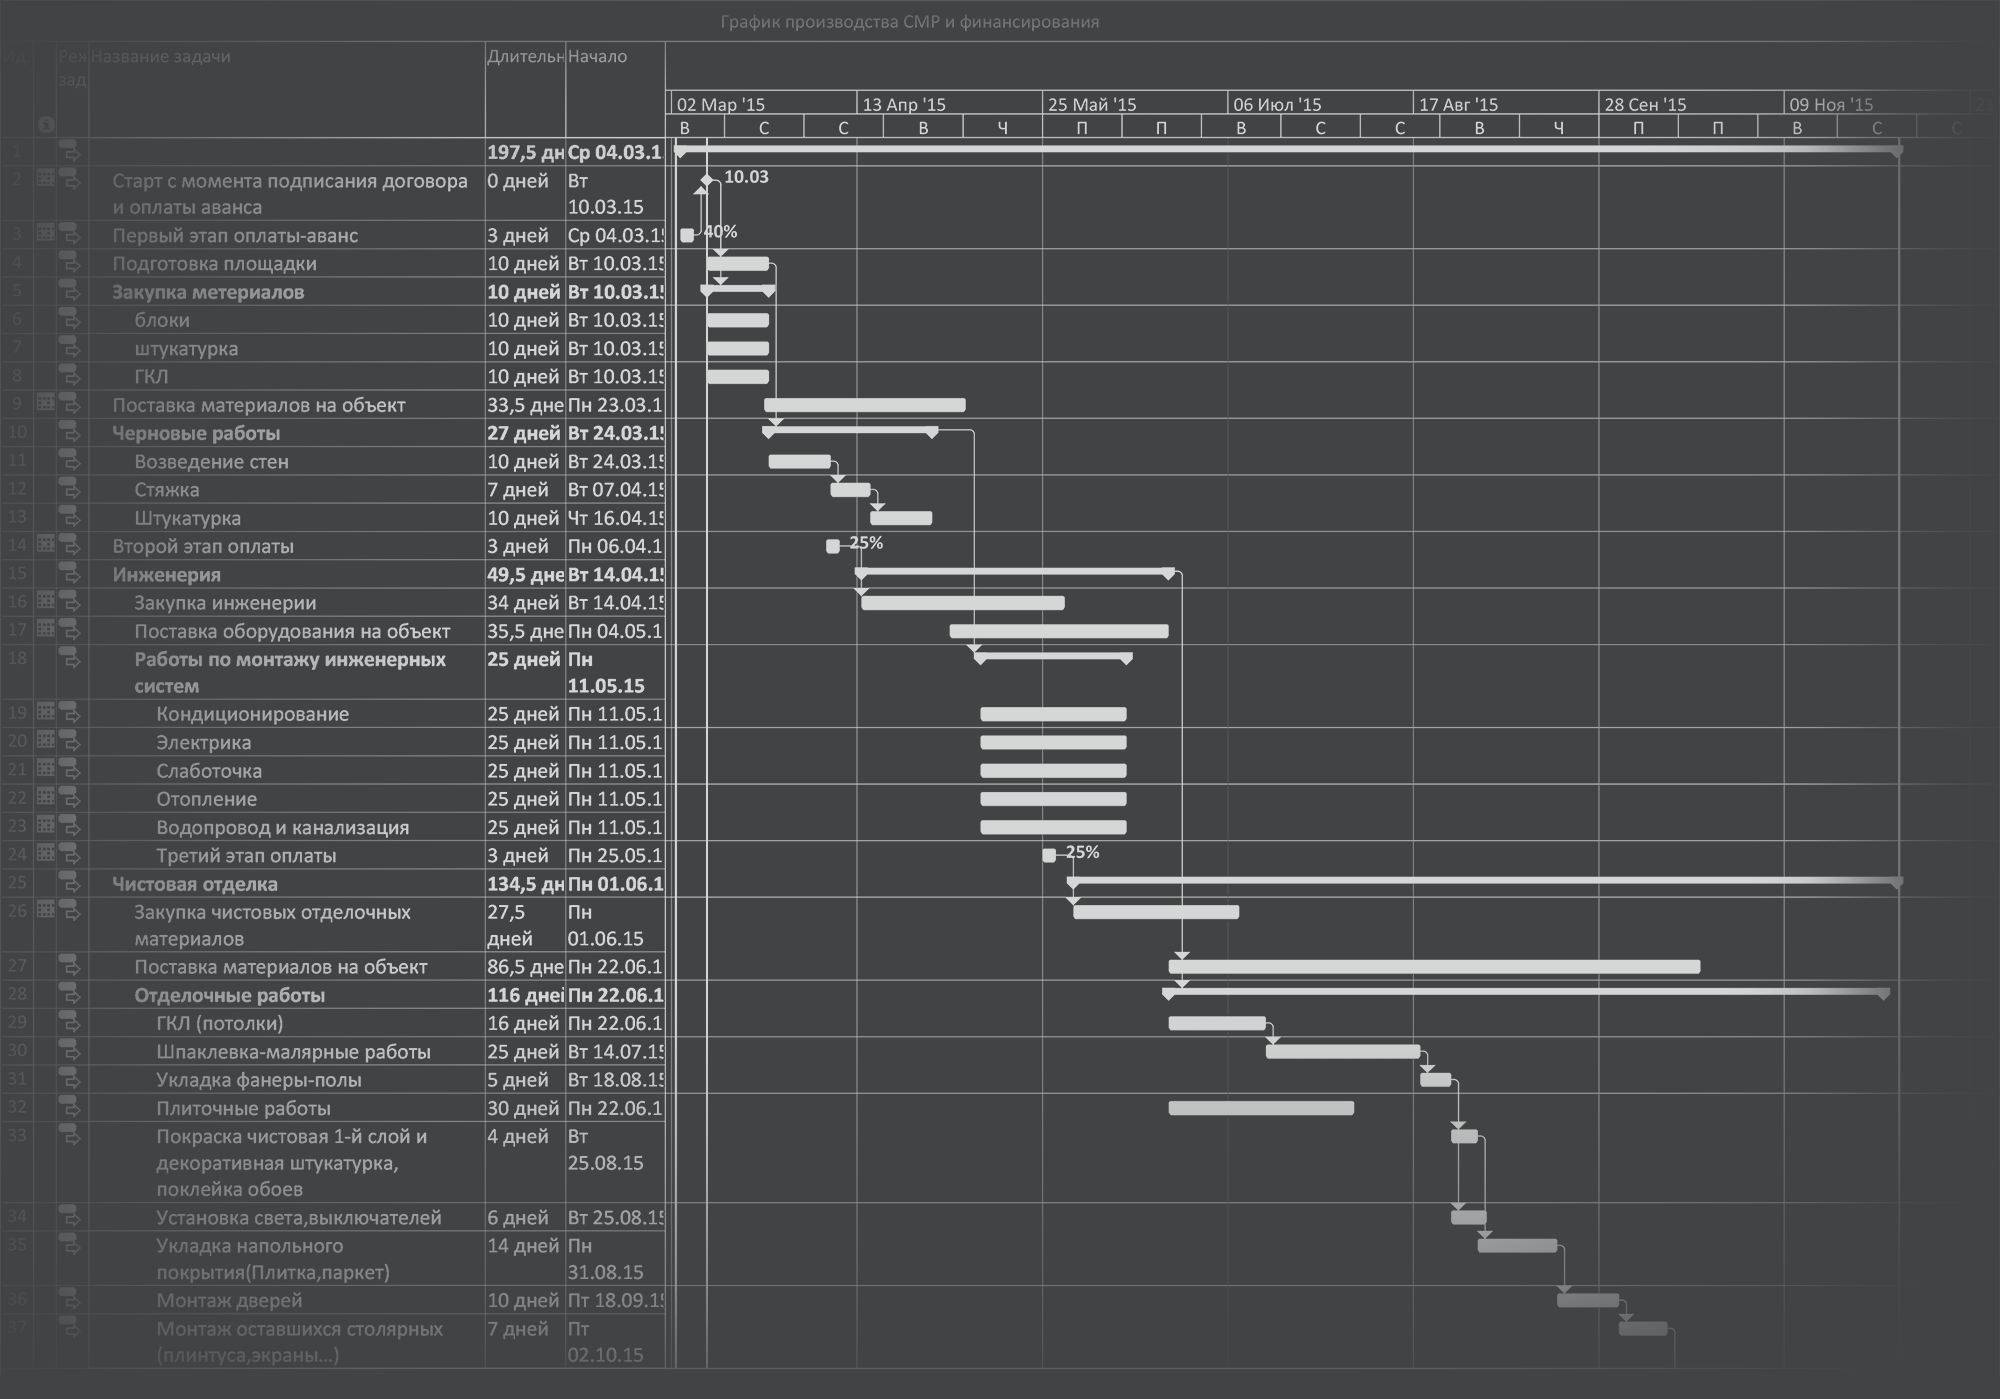 График производства СМР и финансирования
Ид.
Реж
зад
Название задачи
Длительн
Начало
02 Мар '15
13 Апр '15
25 Май '15
06 Июл '15
17 Авг '15
28 Сен '15
09 Ноя '15
В С С В Ч П П В С С В Ч П П В С С
1 197,5 дн Ср 04.03.1
2 Старт с момента подписания договора 0 дней Вт 10.03
и оплаты аванса 10.03.15
3 Первый этап оплаты-аванс 3 дней Ср 04.03.1 40%
4 Подготовка площадки 10 дней Вт 10.03.15
5 Закупка метериалов 10 дней Вт 10.03.15
6 блоки 10 дней Вт 10.03.15
7 штукатурка 10 дней Вт 10.03.15
8 ГКЛ 10 дней Вт 10.03.15
9 Поставка материалов на объект 33,5 дне Пн 23.03.1
10 Черновые работы 27 дней Вт 24.03.15
11 Возведение стен 10 дней Вт 24.03.15
12 Стяжка 7 дней Вт 07.04.15
13 Штукатурка 10 дней Чт 16.04.15
14 Второй этап оплаты 3 дней Пн 06.04.1 25%
15 Инженерия 49,5 дне Вт 14.04.15
16 Закупка инженерии 34 дней Вт 14.04.15
17 Поставка оборудования на объект 35,5 дне Пн 04.05.1
18 Работы по монтажу инженерных 25 дней Пн
систем 11.05.15
19 Кондиционирование 25 дней Пн 11.05.1
20 Электрика 25 дней Пн 11.05.1
21 Слаботочка 25 дней Пн 11.05.1
22 Отопление 25 дней Пн 11.05.1
23 Водопровод и канализация 25 дней Пн 11.05.1
24 Третий этап оплаты 3 дней Пн 25.05.1 25%
25 Чистовая отделка 134,5 дн Пн 01.06.1
26 Закупка чистовых отделочных 27,5 Пн
материалов дней 01.06.15
27 Поставка материалов на объект 86,5 дне Пн 22.06.1
28 Отделочные работы 116 дней Пн 22.06.1
29 ГКЛ (потолки) 16 дней Пн 22.06.1
30 Шпаклевка-малярные работы 25 дней Вт 14.07.15
31 Укладка фанеры-полы 5 дней Вт 18.08.15
32 Плиточные работы 30 дней Пн 22.06.1
33 Покраска чистовая 1-й слой и 4 дней Вт
декоративная штукатурка, 25.08.15
поклейка обоев
34 Установка света,выключателей 6 дней Вт 25.08.15
35 Укладка напольного 14 дней Пн
покрытия(Плитка,паркет) 31.08.15
36 Монтаж дверей 10 дней Пт 18.09.15
37 Монтаж оставшихся столярных 7 дней Пт
(плинтуса,экраны...) 02.10.15